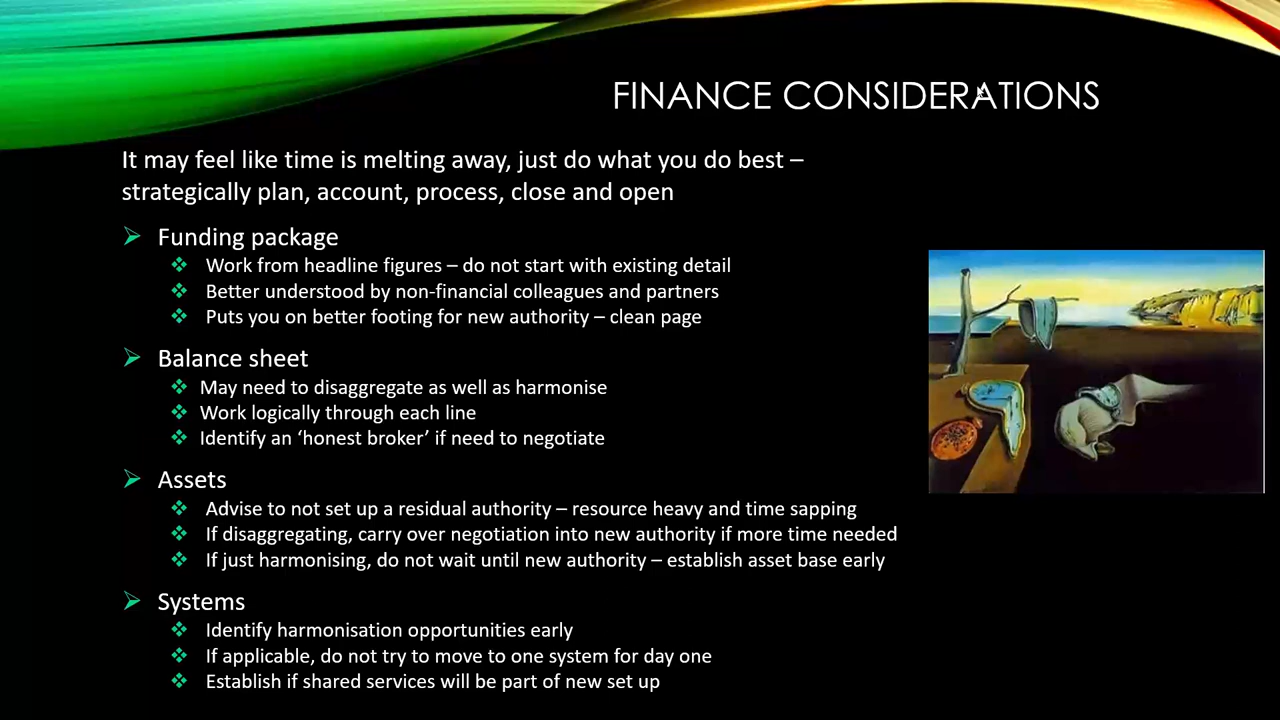 FINANCE CONSIDERATIONS
It may feel like time is melting away, just do what you do best –
strategically plan, account, process, close and open
Funding package
Work from headline figures – do not start with existing detail
Better understood by non-financial colleagues and partners
Puts you on better footing for new authority – clean page
Balance sheet
May need to disaggregate as well as harmonise
Work logically through each line
Identify an ‘honest broker’ if need to negotiate
Assets
Advise to not set up a residual authority – resource heavy and time sapping
If disaggregating, carry over negotiation into new authority if more time needed
If just harmonising, do not wait until new authority – establish asset base early
Systems
Identify harmonisation opportunities early
If applicable, do not try to move to one system for day one
Establish if shared services will be part of new set up